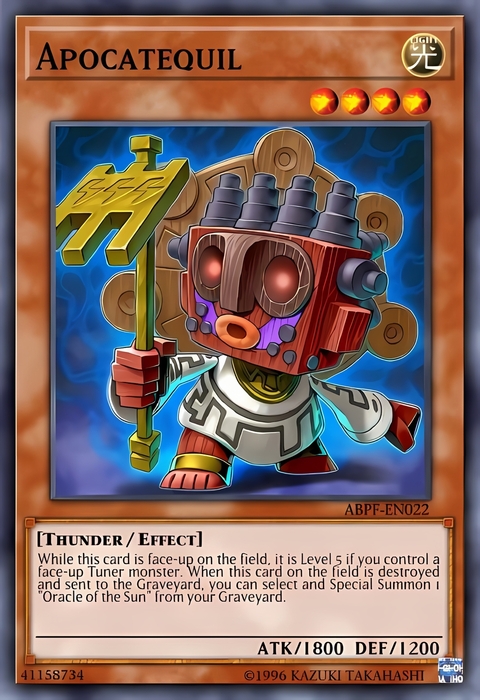 APOCATEQUIL
LIGHT
光
ABPF-EN022
[THUNDER / EFFECT]
While this card is face-up on the field, it is Level 5 if you control a
face-up Tuner monster. When this card on the field is destroyed
and sent to the Graveyard, you can select and Special Summon 1
"Oracle of the Sun" from your Graveyard.
ATK/1800 DEF/1200
41158734
©1996 KAZUKI TAKAHASHI